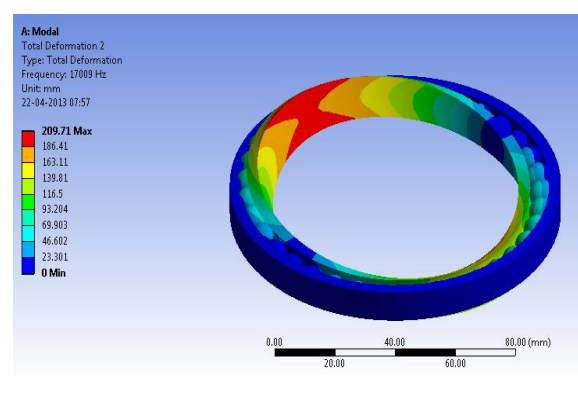 A: Modal
Total Deformation 2
Type: Total Deformation
Frequency: 17009 Hz
Unit: mm
22-04-2013 07:57
209.71 Max
186.41
163.11
139.81
116.5
93.204
69.903
46.602
23.301
0 Min
0.00 40.00 80.00 (mm)
20.00 60.00